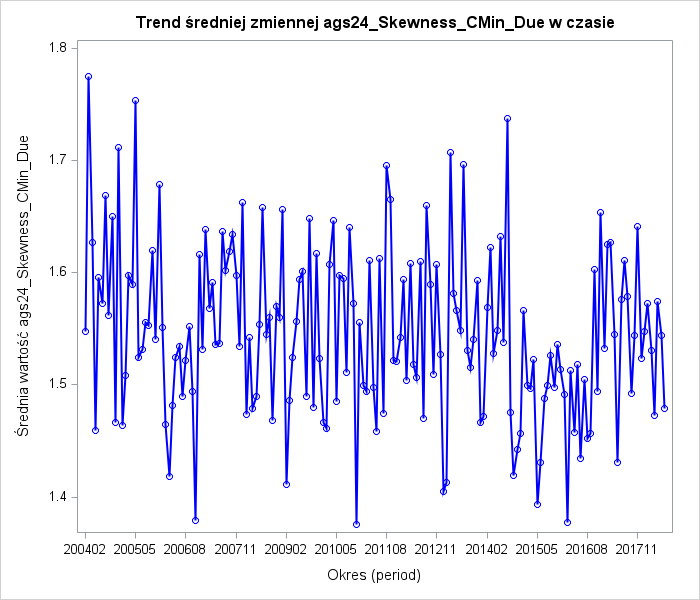 Trend średniej zmiennej ags24_Skewness_CMin_Due w czasie
Średnia wartość ags24_Skewness_CMin_Due
1.8
1.7
1.6
1.5
1.4
200402 200505 200608 200711 200902 201005 201108 201211 201402 201505 201608 201711
Okres (period)